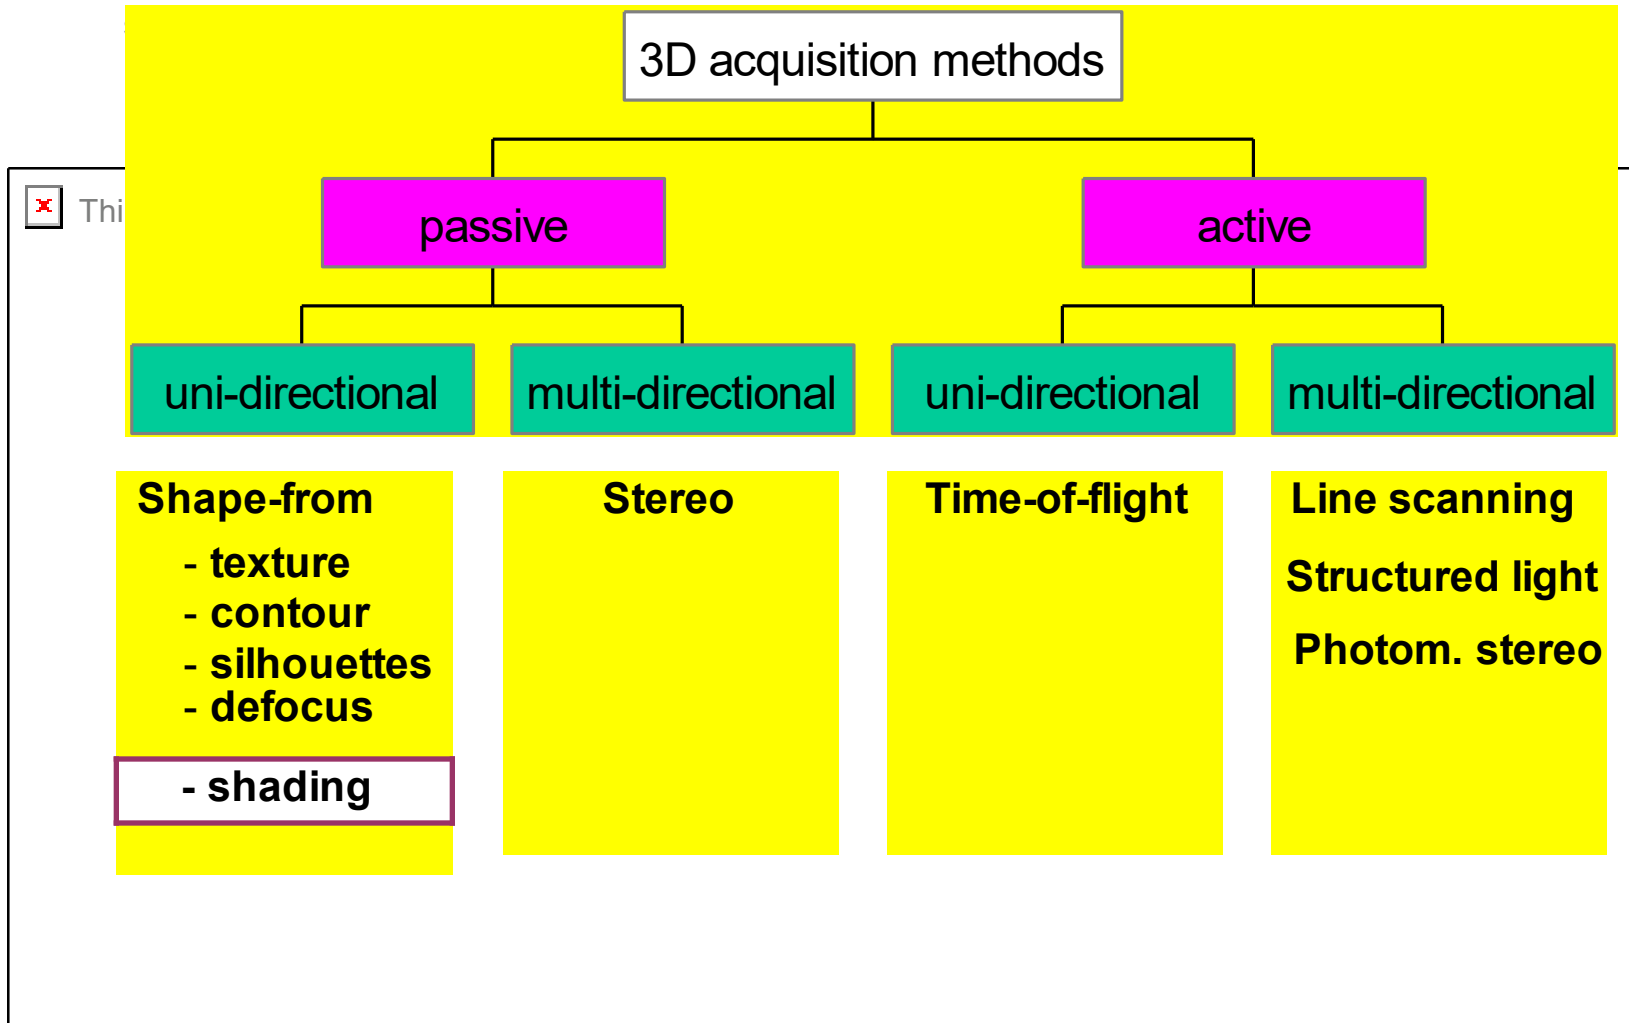 3D acquisition methods
Thi
passive
active
uni-directional
multi-directional
uni-directional
multi-directional
Shape-from
- texture
- contour
- silhouettes
- defocus
- shading
Stereo
Time-of-flight
Line scanning
Structured light
Photom. stereo